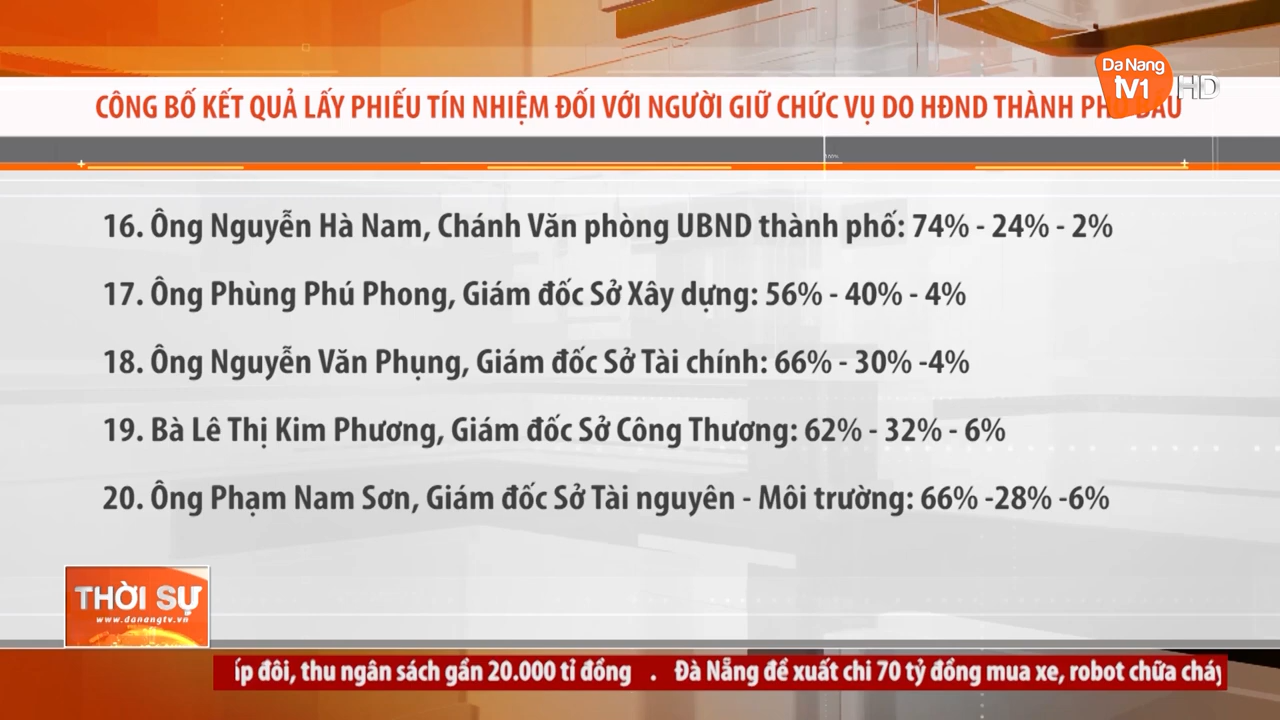 Da Nang
tv1 HD
CÔNG BỐ KẾT QUẢ LẤY PHIẾU TÍN NHIỆM ĐỐI VỚI NGƯỜI GIỮ CHỨC VỤ DO HĐND THÀNH PHỐ BẦU
100%
16. Ông Nguyễn Hà Nam, Chánh Văn phòng UBND thành phố: 74% - 24% - 2%
17. Ông Phùng Phú Phong, Giám đốc Sở Xây dựng: 56% - 40% - 4%
18. Ông Nguyễn Văn Phụng, Giám đốc Sở Tài chính: 66% - 30% -4%
19. Bà Lê Thị Kim Phương, Giám đốc Sở Công Thương: 62% - 32% - 6%
20. Ông Phạm Nam Sơn, Giám đốc Sở Tài nguyên - Môi trường: 66% -28% -6%
THỜI SỰ
www.danangtv.vn
íp đôi, thu ngân sách gần 20.000 tỉ đồng . Đà Nẵng đề xuất chi 70 tỷ đồng mua xe, robot chữa cháy